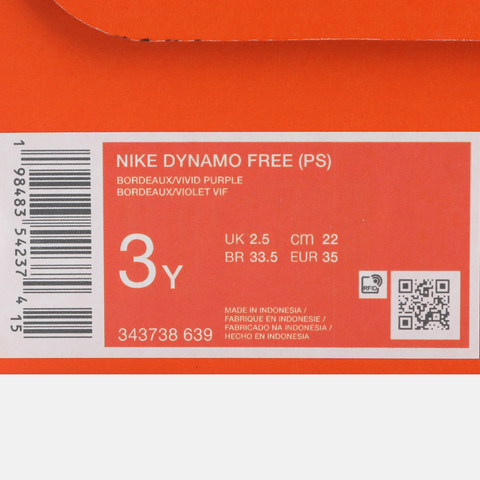 NIKE DYNAMO FREE (PS)
BORDEAUX/VIVID PURPLE
BORDEAUX/VIOLET VIF
3Y
UK 2.5 cm 22
BR 33.5 EUR 35
RFID
343738 639
MADE IN INDONESIA /
FABRIQUE EN INDONESIE /
FABRICADO NA INDONÉSIA /
HECHO EN INDONESIA
1 98483 54237 4 15